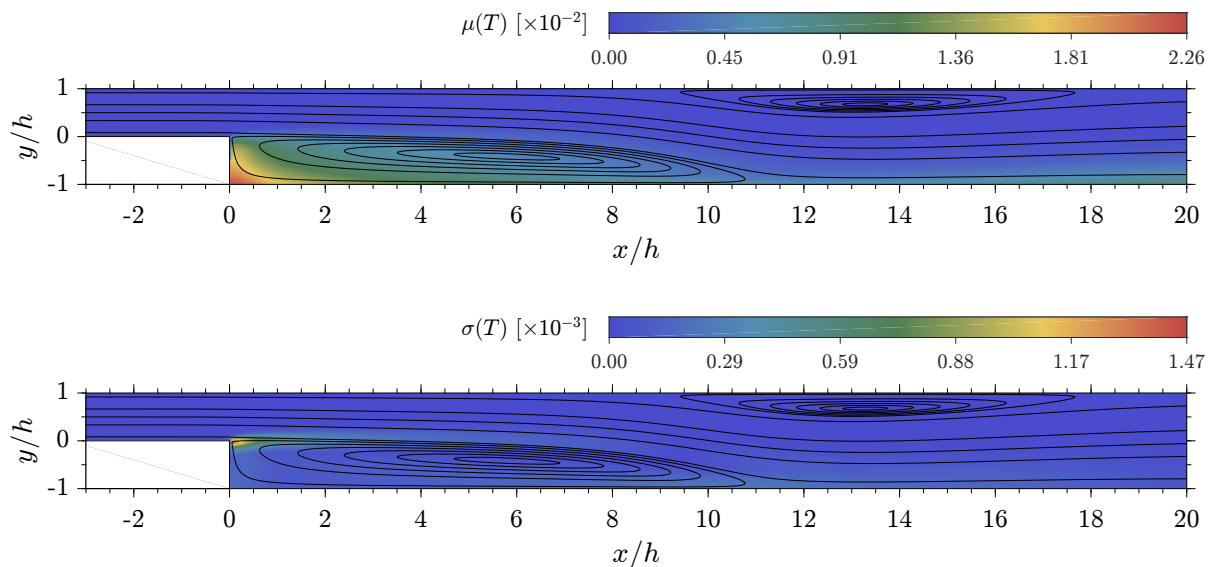 μ(T) [×10⁻²]
0.00 0.45 0.91 1.36 1.81 2.26
y/h
1
0
-1
-2 0 2 4 6 8 10 12 14 16 18 20
x/h
σ(T) [×10⁻³]
0.00 0.29 0.59 0.88 1.17 1.47
y/h
1
0
-1
-2 0 2 4 6 8 10 12 14 16 18 20
x/h